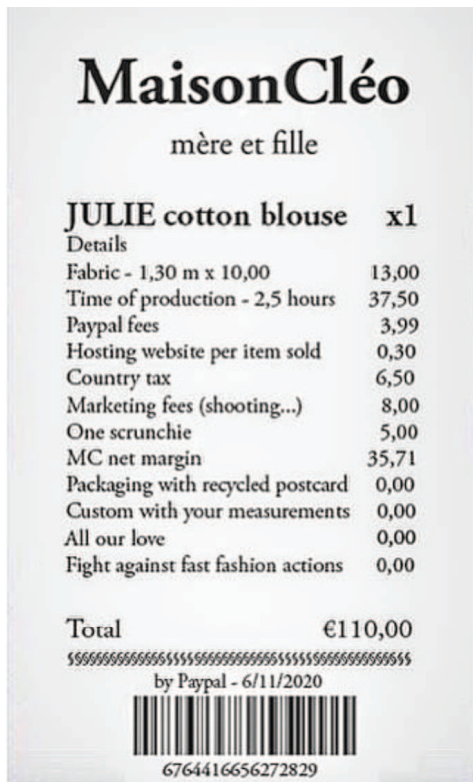 MaisonCléo
mère et fille
JULIE cotton blouse x1
Details
Fabric - 1,30 m x 10,00 13,00
Time of production - 2,5 hours 37,50
Paypal fees 3,99
Hosting website per item sold 0,30
Country tax 6,50
Marketing fees (shooting...) 8,00
One scrunchie 5,00
MC net margin 35,71
Packaging with recycled postcard 0,00
Custom with your measurements 0,00
All our love 0,00
Fight against fast fashion actions 0,00
Total €110,00
§§§§§§§§§§§§§§§§§§§§§§§§§§§§§§§§§§§§§§§§§§§§§§§§
by Paypal - 6/11/2020
6764416656272829